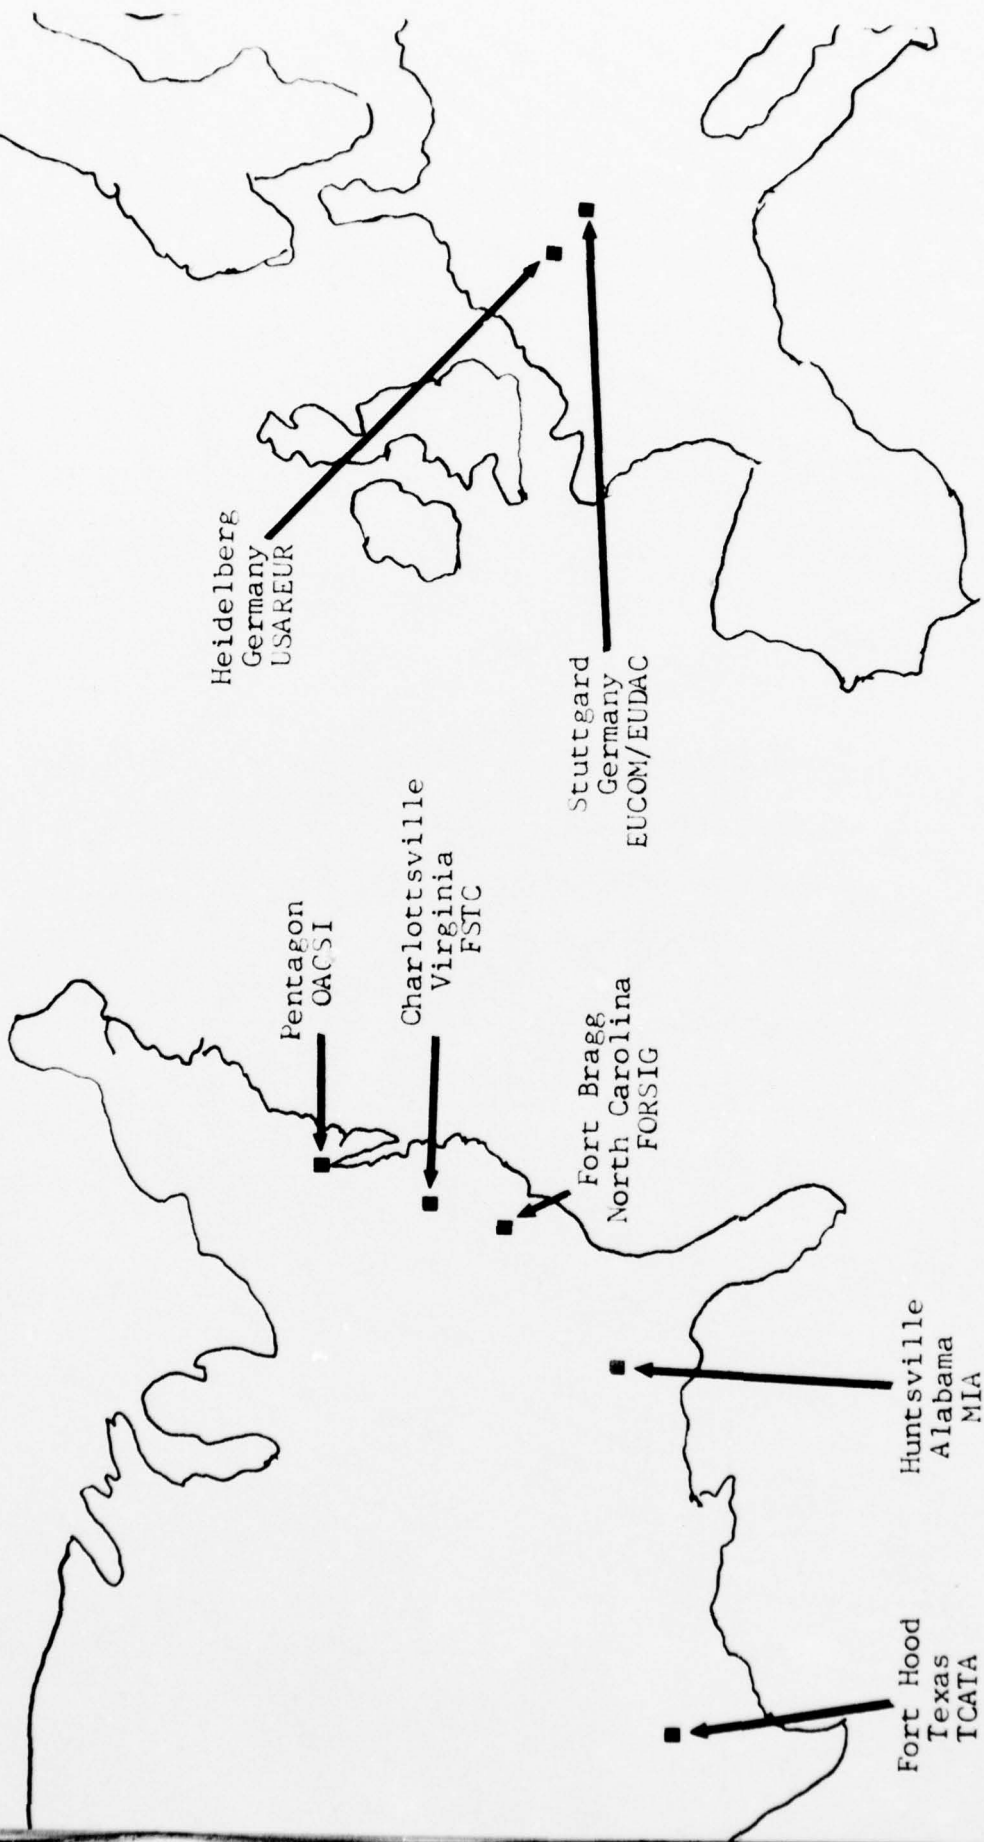 Heidelberg
Germany
USAREUR
Stuttgard
Germany
EUCOM/EUDAC
Pentagon
OACSI
Charlottsville
Virginia
FSTC
Fort Bragg
North Carolina
FORSIG
Huntsville
Alabama
MIA
Fort Hood
Texas
TCATA